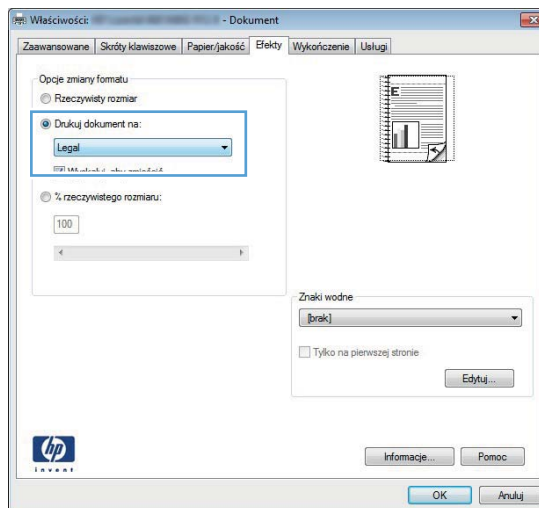 Właściwości: - Dokument
Zaawansowane Skróty klawiszowe Papier/jakość Efekty Wykończenie Usługi
Opcje zmiany formatu
Rzeczywisty rozmiar
Drukuj dokument na:
Legal
% rzeczywistego rozmiaru:
100
E
Znaki wodne
[brak]
Tylko na pierwszej stronie
Edytuj...
hp
invent
Informacje... Pomoc
OK Anuluj